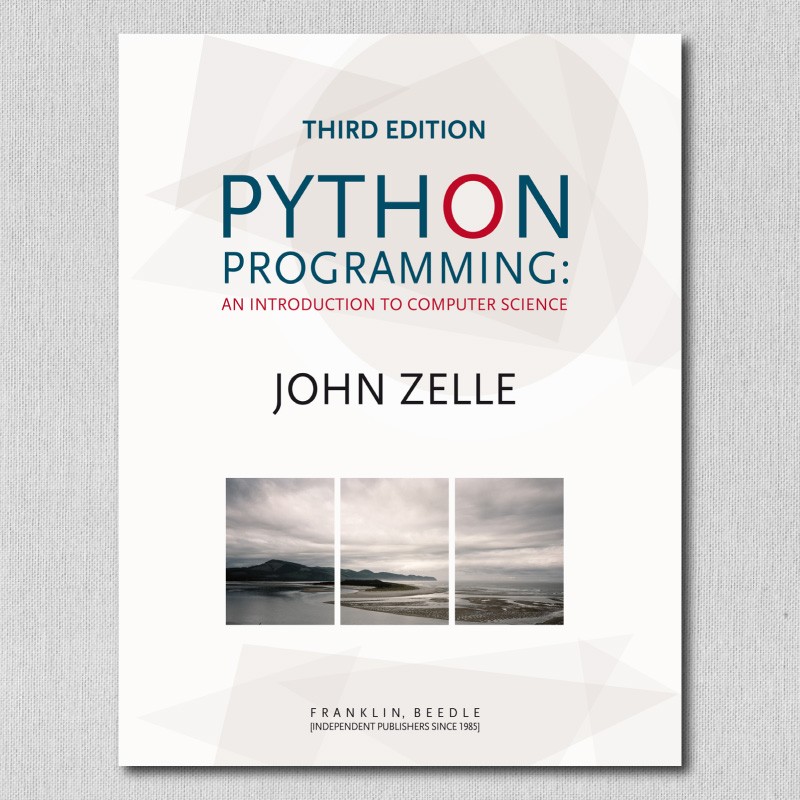 THIRD EDITION
PYTHON
PROGRAMMING:
AN INTRODUCTION TO COMPUTER SCIENCE
JOHN ZELLE
FRANKLIN, BEEDLE
[INDEPENDENT PUBLISHERS SINCE 1985]